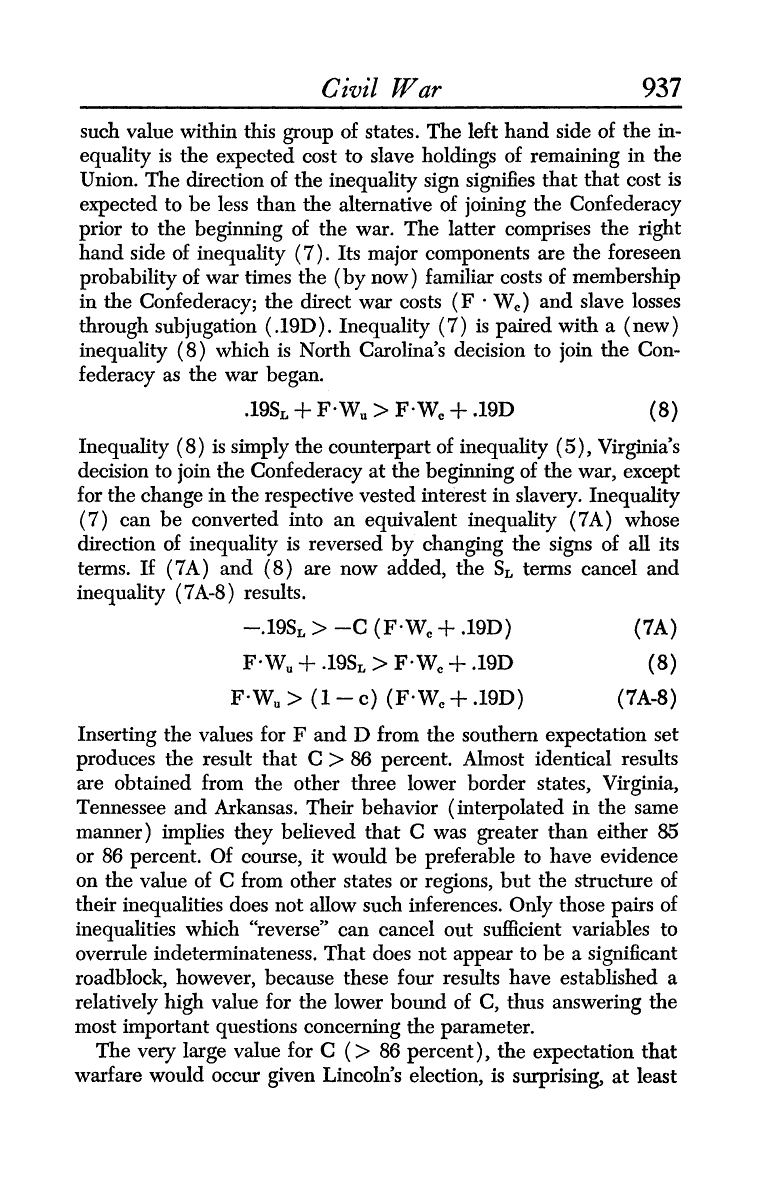 Civil War 937
such value within this group of states. The left hand side of the in-
equality is the expected cost to slave holdings of remaining in the
Union. The direction of the inequality sign signifies that that cost is
expected to be less than the alternative of joining the Confederacy
prior to the beginning of the war. The latter comprises the right
hand side of inequality (7). Its major components are the foreseen
probability of war times the (by now) familiar costs of membership
in the Confederacy; the direct war costs (F · W꜀) and slave losses
through subjugation (.19D). Inequality (7) is paired with a (new)
inequality (8) which is North Carolina's decision to join the Con-
federacy as the war began.
.19S_L + F·W_u > F·W_c + .19D (8)
Inequality (8) is simply the counterpart of inequality (5), Virginia's
decision to join the Confederacy at the beginning of the war, except
for the change in the respective vested interest in slavery. Inequality
(7) can be converted into an equivalent inequality (7A) whose
direction of inequality is reversed by changing the signs of all its
terms. If (7A) and (8) are now added, the S_L terms cancel and
inequality (7A-8) results.
—.19S_L > —C (F·W_c + .19D) (7A)
F·W_u + .19S_L > F·W_c + .19D (8)
F·W_u > (1 — c) (F·W_c + .19D) (7A-8)
Inserting the values for F and D from the southern expectation set
produces the result that C > 86 percent. Almost identical results
are obtained from the other three lower border states, Virginia,
Tennessee and Arkansas. Their behavior (interpolated in the same
manner) implies they believed that C was greater than either 85
or 86 percent. Of course, it would be preferable to have evidence
on the value of C from other states or regions, but the structure of
their inequalities does not allow such inferences. Only those pairs of
inequalities which "reverse" can cancel out sufficient variables to
overrule indeterminateness. That does not appear to be a significant
roadblock, however, because these four results have established a
relatively high value for the lower bound of C, thus answering the
most important questions concerning the parameter.
The very large value for C (> 86 percent), the expectation that
warfare would occur given Lincoln's election, is surprising, at least